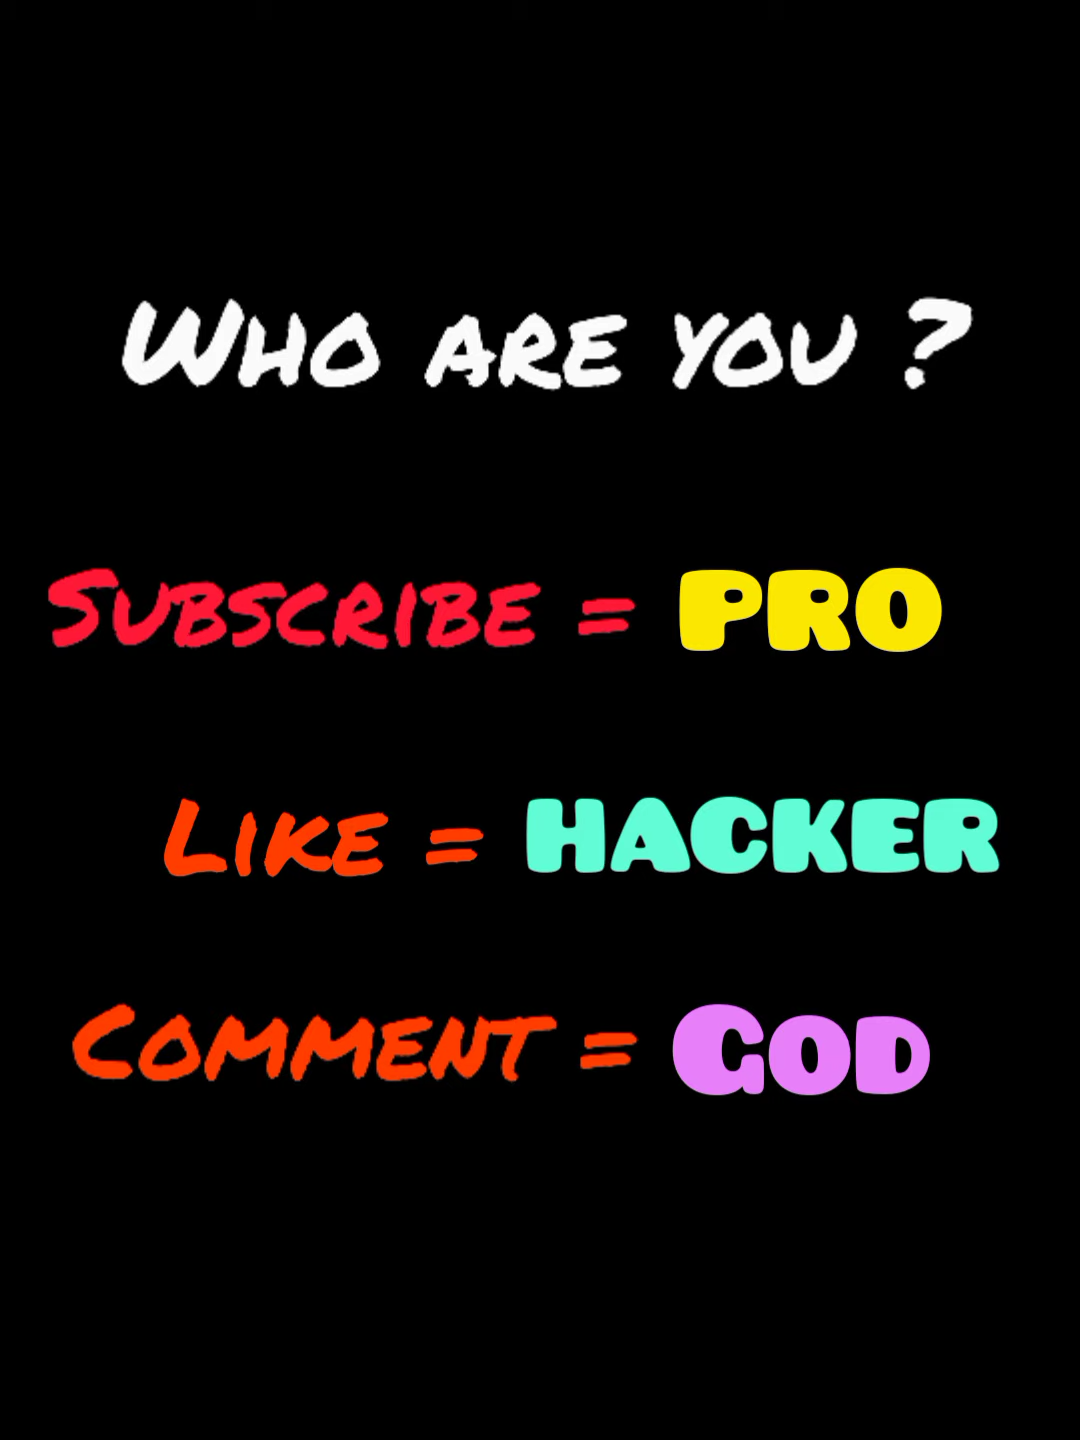 Who are you ?
Subscribe = PRO
Like = HACKER
Comment = GOD